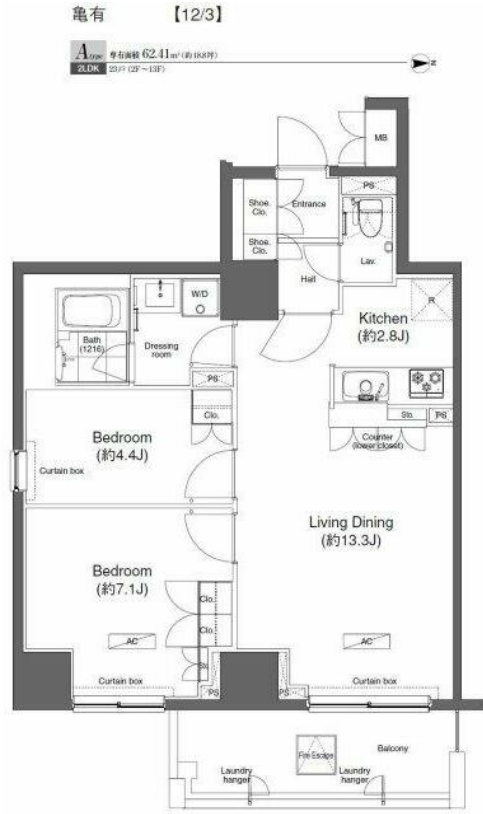 亀有 【12/3】
A type 専有面積 62.41m²(約18.8坪)
2LDK 23戸(2F〜13F)
N
MB
PS
Shoe Clo.
Entrance
Shoe Clo.
Lav.
Hall
W/D
Kitchen
(約2.8J)
R
Bath
(1216)
Dressing
room
PS
Clo.
Sto.
PS
Counter
(lower closet)
Bedroom
(約4.4J)
Curtain box
Living Dining
(約13.3J)
Bedroom
(約7.1J)
Clo.
Clo.
AC
AC
Curtain box
PS
PS
Curtain box
Balcony
Fire Escape
Laundry
hanger
Laundry
hanger